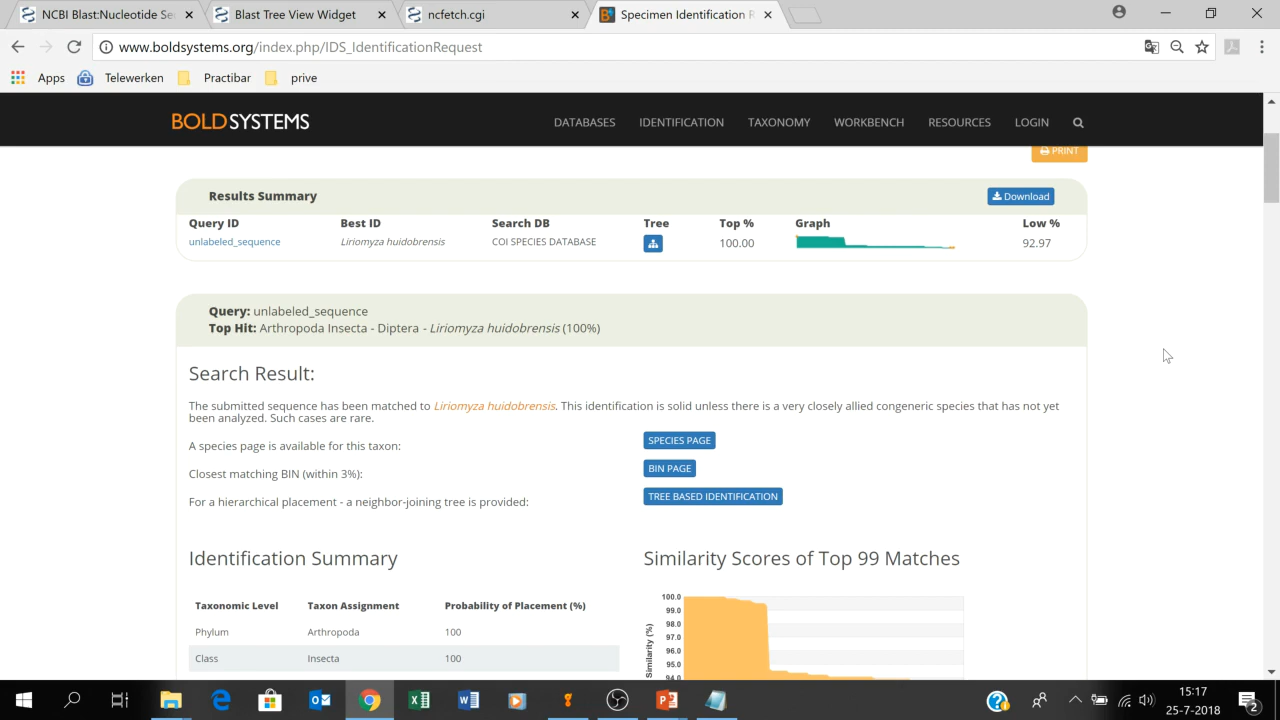 NCBI Blast:Nucleotide Se
Blast Tree View Widget
ncfetch.cgi
Specimen Identification R
www.boldsystems.org/index.php/IDS_IdentificationRequest
Apps
Telewerken
Practibar
prive
BOLDSYSTEMS
DATABASES
IDENTIFICATION
TAXONOMY
WORKBENCH
RESOURCES
LOGIN
PRINT
Results Summary
Download
Query ID Best ID Search DB Tree Top % Graph Low %
unlabeled_sequence Liriomyza huidobrensis COI SPECIES DATABASE 100.00 92.97
Query: unlabeled_sequence
Top Hit: Arthropoda Insecta - Diptera - Liriomyza huidobrensis (100%)
Search Result:
The submitted sequence has been matched to Liriomyza huidobrensis. This identification is solid unless there is a very closely allied congeneric species that has not yet
been analyzed. Such cases are rare.
A species page is available for this taxon: SPECIES PAGE
Closest matching BIN (within 3%): BIN PAGE
For a hierarchical placement - a neighbor-joining tree is provided: TREE BASED IDENTIFICATION
Identification Summary
Taxonomic Level Taxon Assignment Probability of Placement (%)
Phylum Arthropoda 100
Class Insecta 100
Similarity Scores of Top 99 Matches
100.0
99.0
98.0
97.0
96.0
95.0
94.0
Similarity (%)
15:17
25-7-2018
2